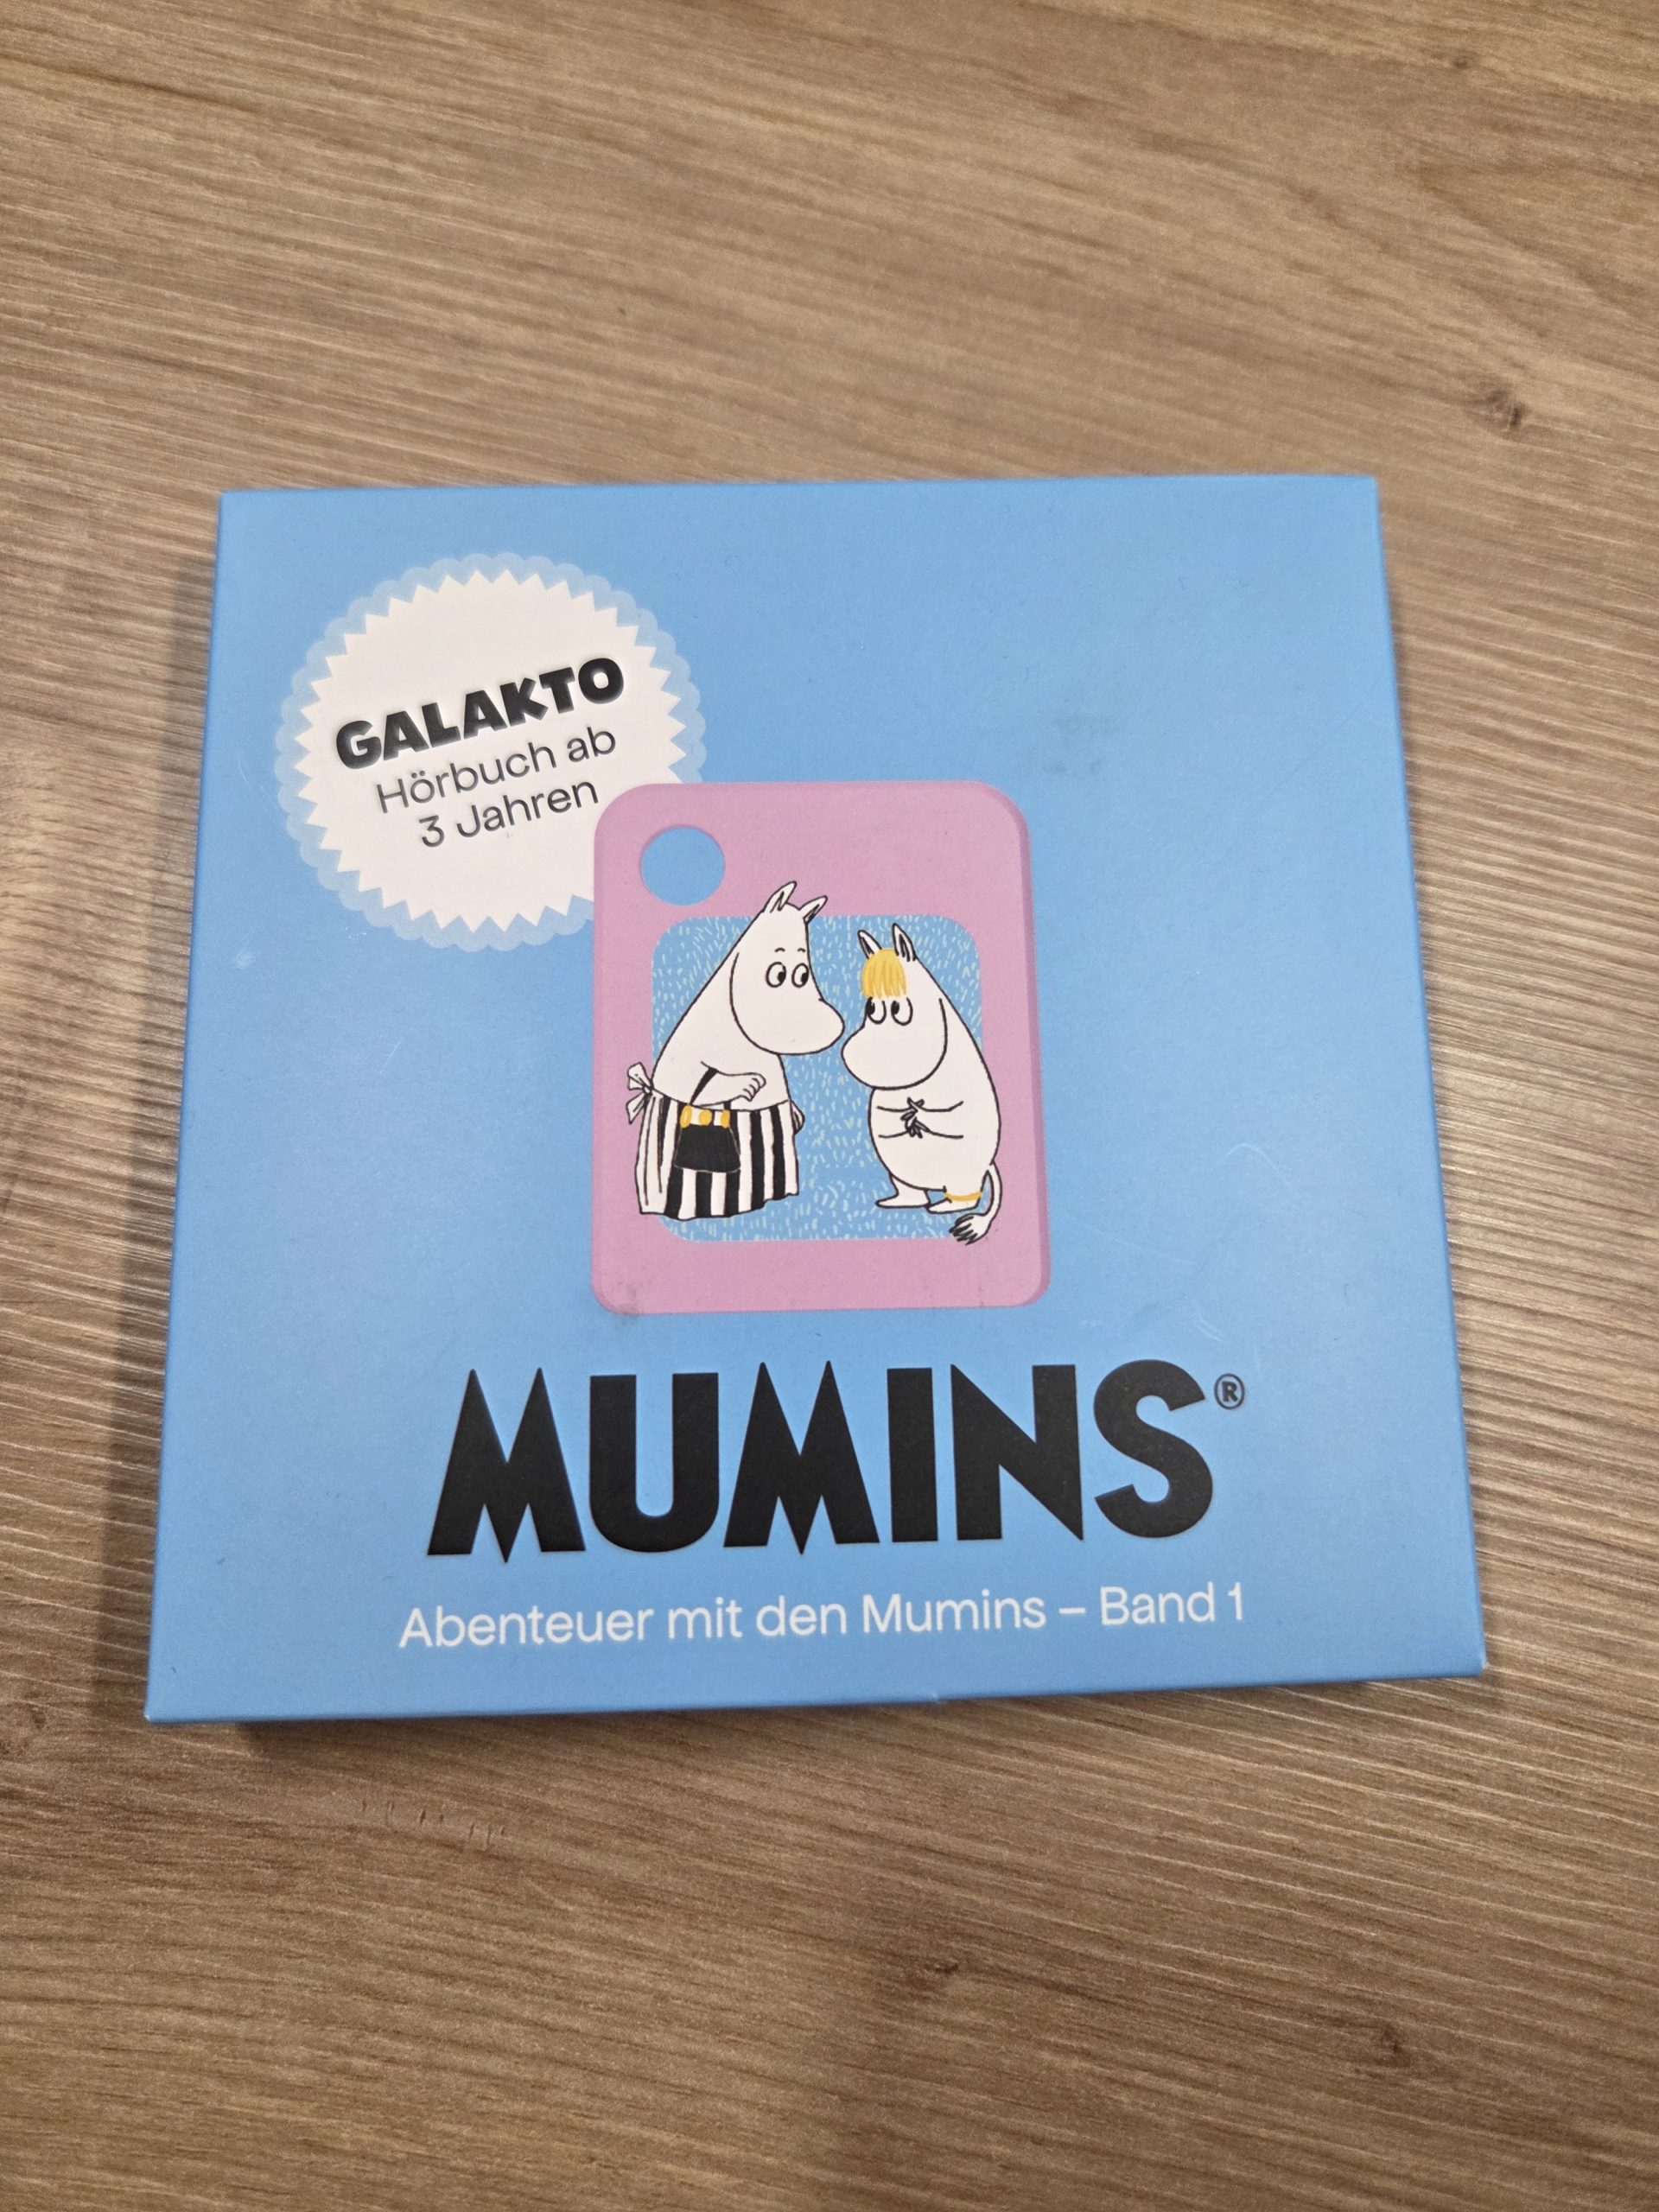 GALAKTO
Hörbuch ab
3 Jahren
MUMINS®
Abenteuer mit den Mumins – Band 1